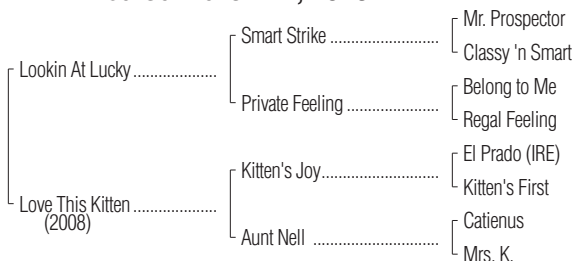 Smart Strike
Mr. Prospector
Classy 'n Smart
Lookin At Lucky
Private Feeling
Belong to Me
Regal Feeling
Kitten's Joy
El Prado (IRE)
Kitten's First
Love This Kitten
(2008)
Aunt Nell
Catienus
Mrs. K.